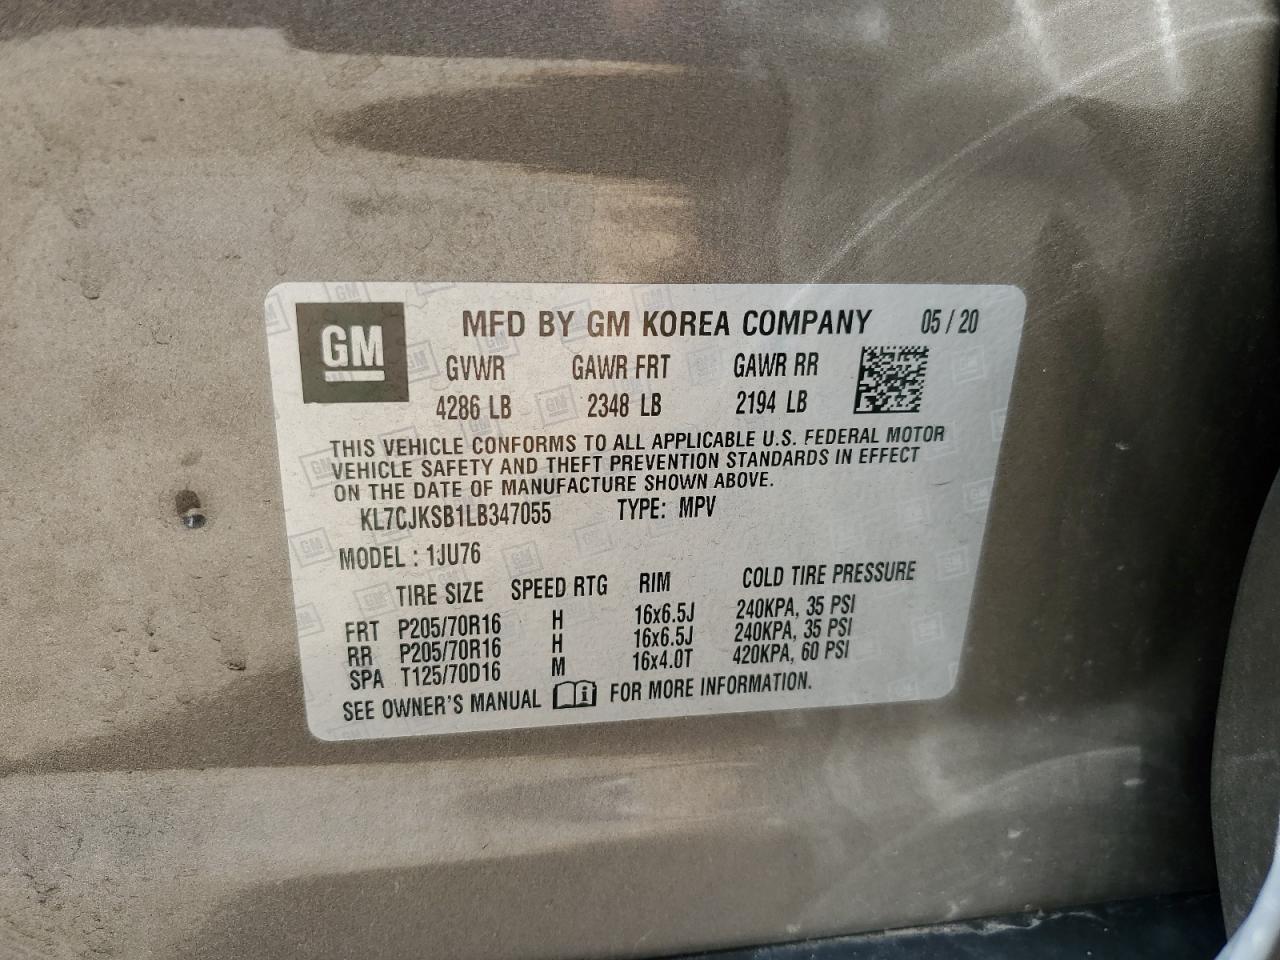 GM
MFD BY GM KOREA COMPANY 05/20
GVWR GAWR FRT GAWR RR
4286 LB 2348 LB 2194 LB
THIS VEHICLE CONFORMS TO ALL APPLICABLE U.S. FEDERAL MOTOR
VEHICLE SAFETY AND THEFT PREVENTION STANDARDS IN EFFECT
ON THE DATE OF MANUFACTURE SHOWN ABOVE.
KL7CJKSB1LB347055 TYPE: MPV
MODEL : 1JU76
TIRE SIZE SPEED RTG RIM COLD TIRE PRESSURE
FRT P205/70R16 H 16x6.5J 240KPA, 35 PSI
RR P205/70R16 H 16x6.5J 240KPA, 35 PSI
SPA T125/70D16 M 16x4.0T 420KPA, 60 PSI
SEE OWNER'S MANUAL FOR MORE INFORMATION.